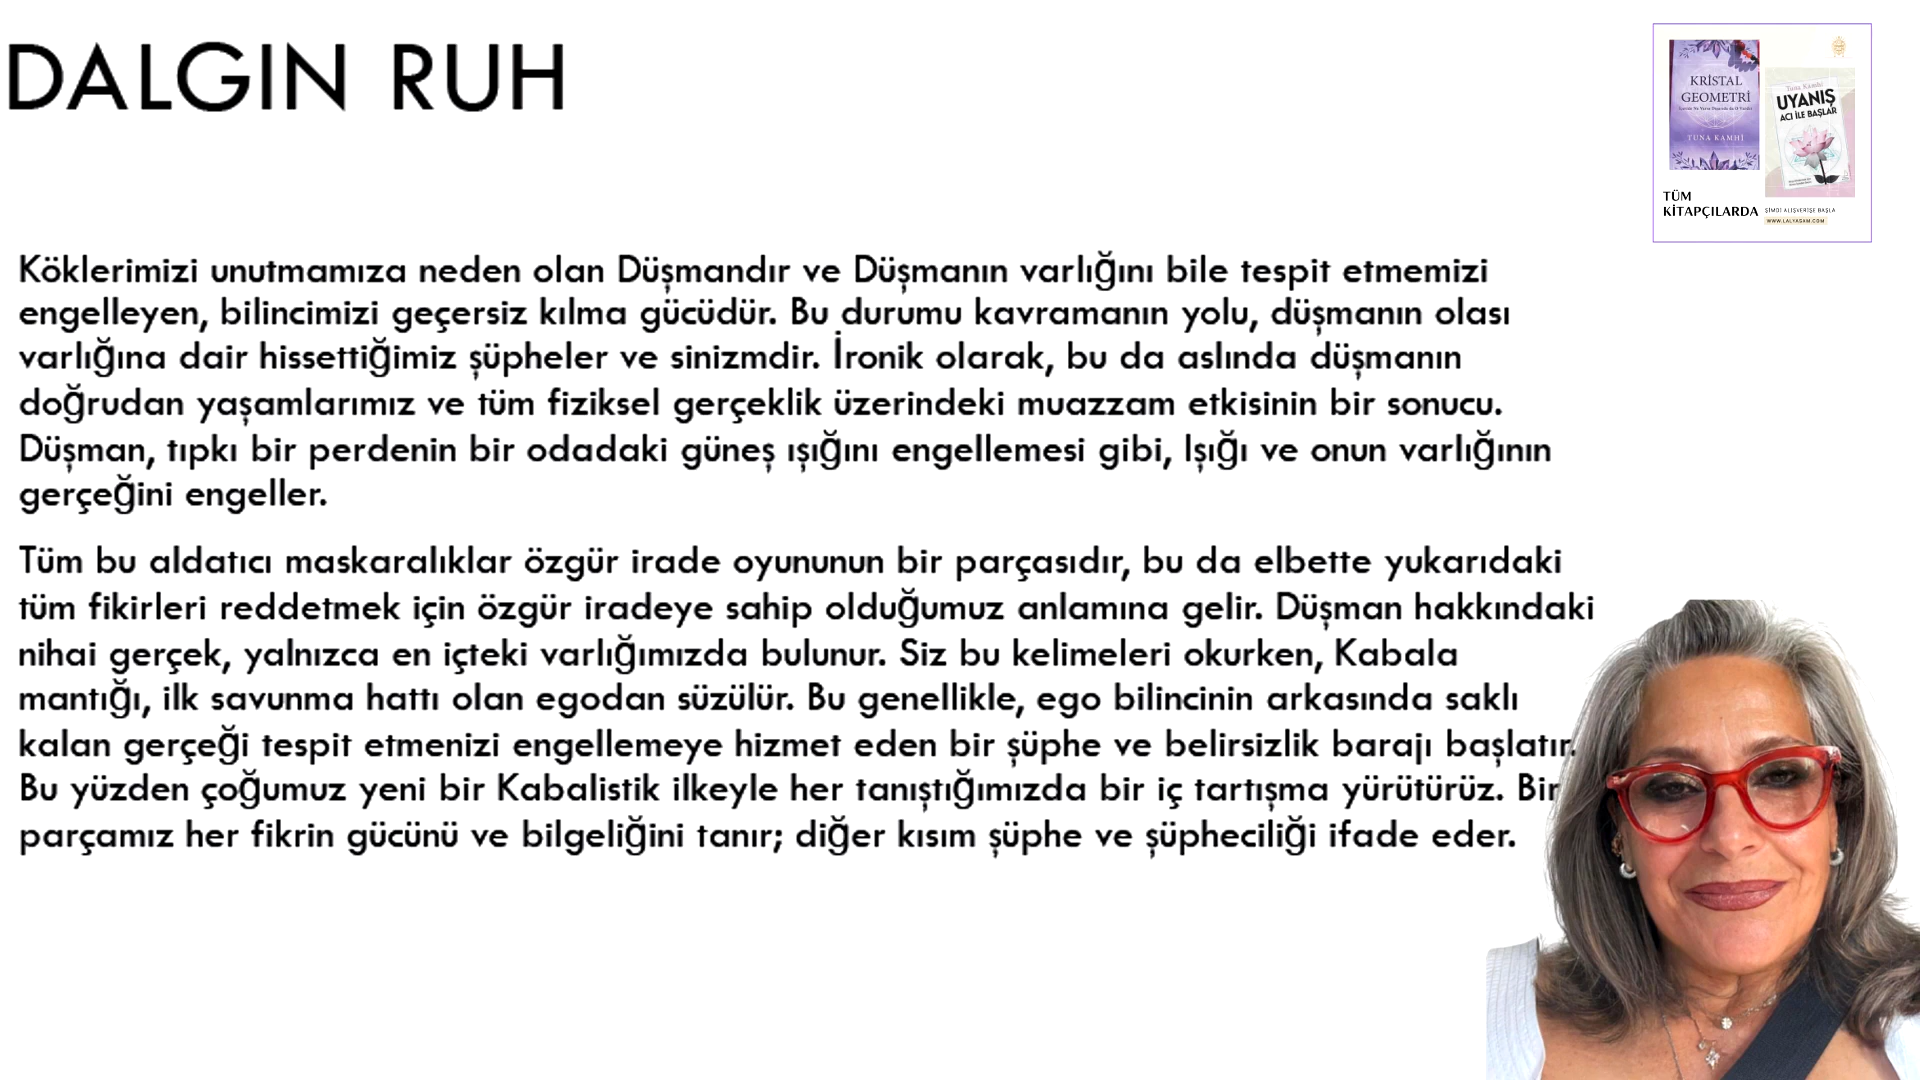 DALGIN RUH
KRİSTAL
GEOMETRİ
TUNA KAMHİ
Tuna Kamhi
UYANIŞ
ACI İLE BAŞLAR
TÜM
KİTAPÇILARDA
ŞİMDİ ALIŞVERİŞE BAŞLA
WWW.LALYAGAM.COM
Köklerimizi unutmamıza neden olan Düşmandır ve Düşmanın varlığını bile tespit etmemizi
engelleyen, bilincimizi geçersiz kılma gücüdür. Bu durumu kavramanın yolu, düşmanın olası
varlığına dair hissettiğimiz şüpheler ve sinizmdir. İronik olarak, bu da aslında düşmanın
doğrudan yaşamlarımız ve tüm fiziksel gerçeklik üzerindeki muazzam etkisinin bir sonucu.
Düşman, tıpkı bir perdenin bir odadaki güneş ışığını engellemesi gibi, Işığı ve onun varlığının
gerçeğini engeller.
Tüm bu aldatıcı maskaralıklar özgür irade oyununun bir parçasıdır, bu da elbette yukarıdaki
tüm fikirleri reddetmek için özgür iradeye sahip olduğumuz anlamına gelir. Düşman hakkındaki
nihai gerçek, yalnızca en içteki varlığımızda bulunur. Siz bu kelimeleri okurken, Kabala
mantığı, ilk savunma hattı olan egodan süzülür. Bu genellikle, ego bilincinin arkasında saklı
kalan gerçeği tespit etmenizi engellemeye hizmet eden bir şüphe ve belirsizlik barajı başlatır.
Bu yüzden çoğumuz yeni bir Kabalistik ilkeyle her tanıştığımızda bir iç tartışma yürütürüz. Bir
parçamız her fikrin gücünü ve bilgeliğini tanır; diğer kısım şüphe ve şüpheciliği ifade eder.